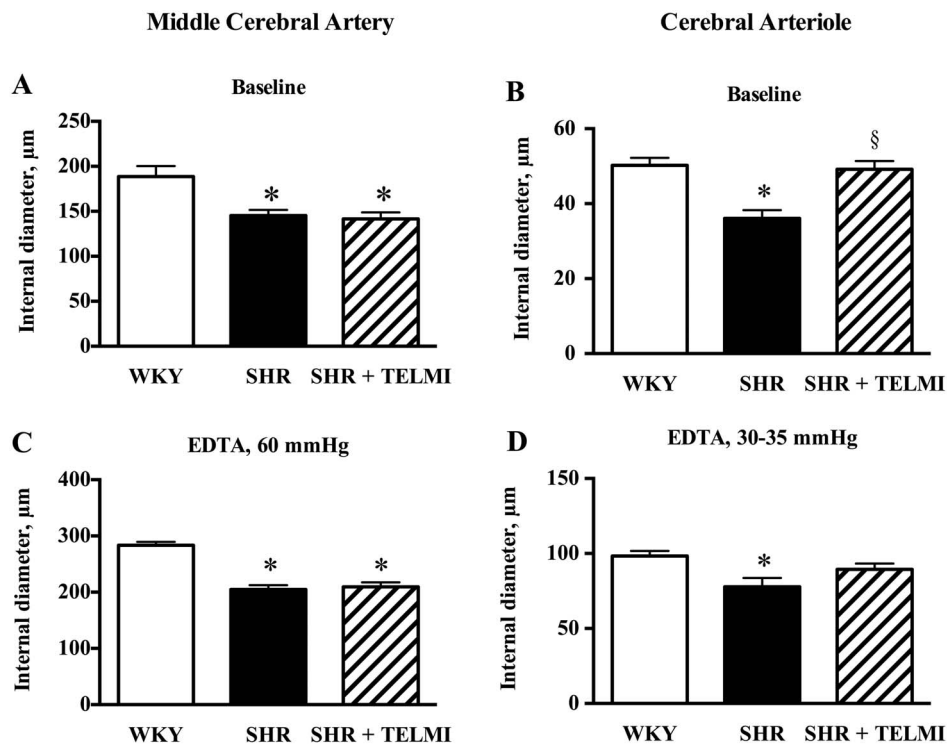 Middle Cerebral Artery
Cerebral Arteriole
A
Baseline
Internal diameter, µm
250
200
150
100
50
0
*
*
WKY
SHR
SHR + TELMI
B
Baseline
Internal diameter, µm
60
40
20
0
*
§
WKY
SHR
SHR + TELMI
C
EDTA, 60 mmHg
Internal diameter, µm
400
300
200
100
0
*
*
WKY
SHR
SHR + TELMI
D
EDTA, 30-35 mmHg
Internal diameter, µm
150
100
50
0
*
WKY
SHR
SHR + TELMI